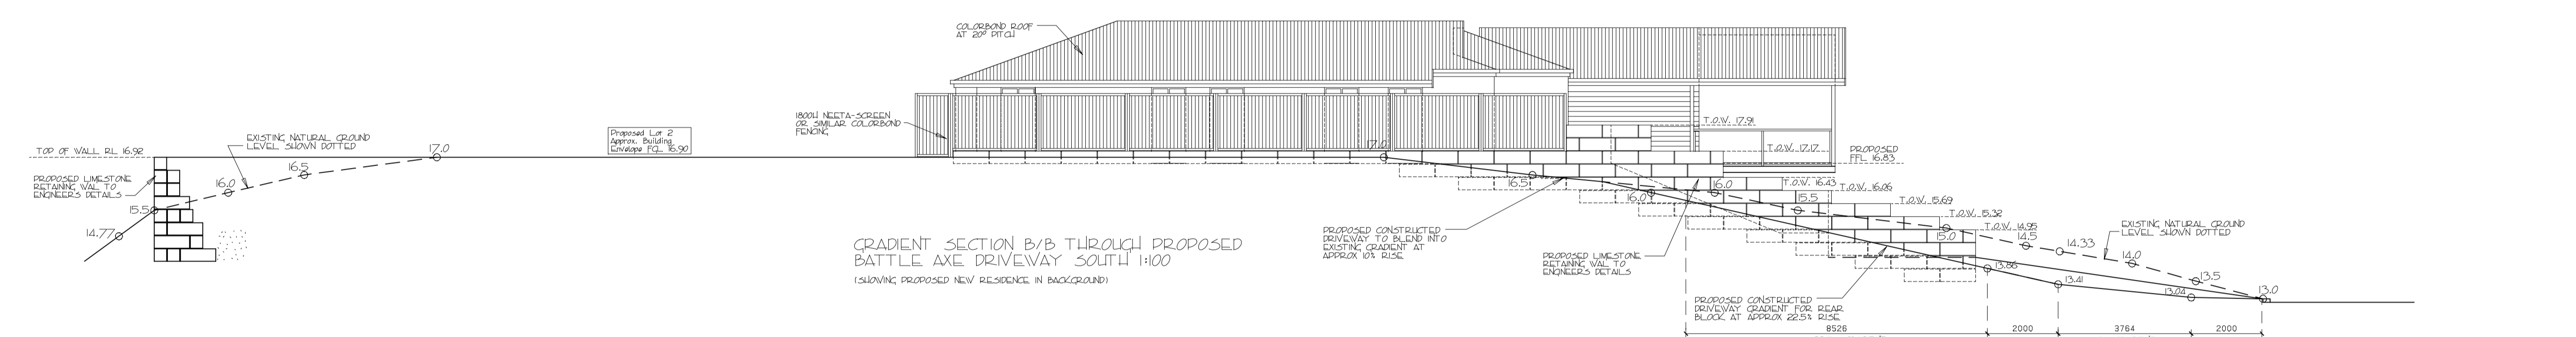 TOP OF WALL RL 16.92
PROPOSED LIMESTONE
RETAINING WAL TO
ENGINEERS DETAILS
15.5
14.77
EXISTING NATURAL GROUND
LEVEL SHOWN DOTTED
16.0
16.5
17.0
Proposed Lot 2
Approx. Building
Envelope FGL 16.90
COLORBOND ROOF
AT 20° PITCH
1800H NEETA-SCREEN
OR SIMILAR COLORBOND
FENCING
GRADIENT SECTION B/B THROUGH PROPOSED
BATTLE AXE DRIVEWAY SOUTH 1:100
(SHOWING PROPOSED NEW RESIDENCE IN BACKGROUND)
17.0
16.5
16.0
16.0
15.5
15.0
14.5
14.33
14.0
13.5
13.0
13.86
13.41
13.04
T.O.W. 17.91
T.O.W. 17.17
PROPOSED
FFL 16.83
T.O.W. 16.43
T.O.W. 16.06
T.O.W. 15.69
T.O.W. 15.32
T.O.W. 14.95
PROPOSED CONSTRUCTED
DRIVEWAY TO BLEND INTO
EXISTING GRADIENT AT
APPROX 10% RISE
PROPOSED LIMESTONE
RETAINING WAL TO
ENGINEERS DETAILS
PROPOSED CONSTRUCTED
DRIVEWAY GRADIENT FOR REAR
BLOCK AT APPROX 22.5% RISE
EXISTING NATURAL GROUND
LEVEL SHOWN DOTTED
8526
2000
3764
2000